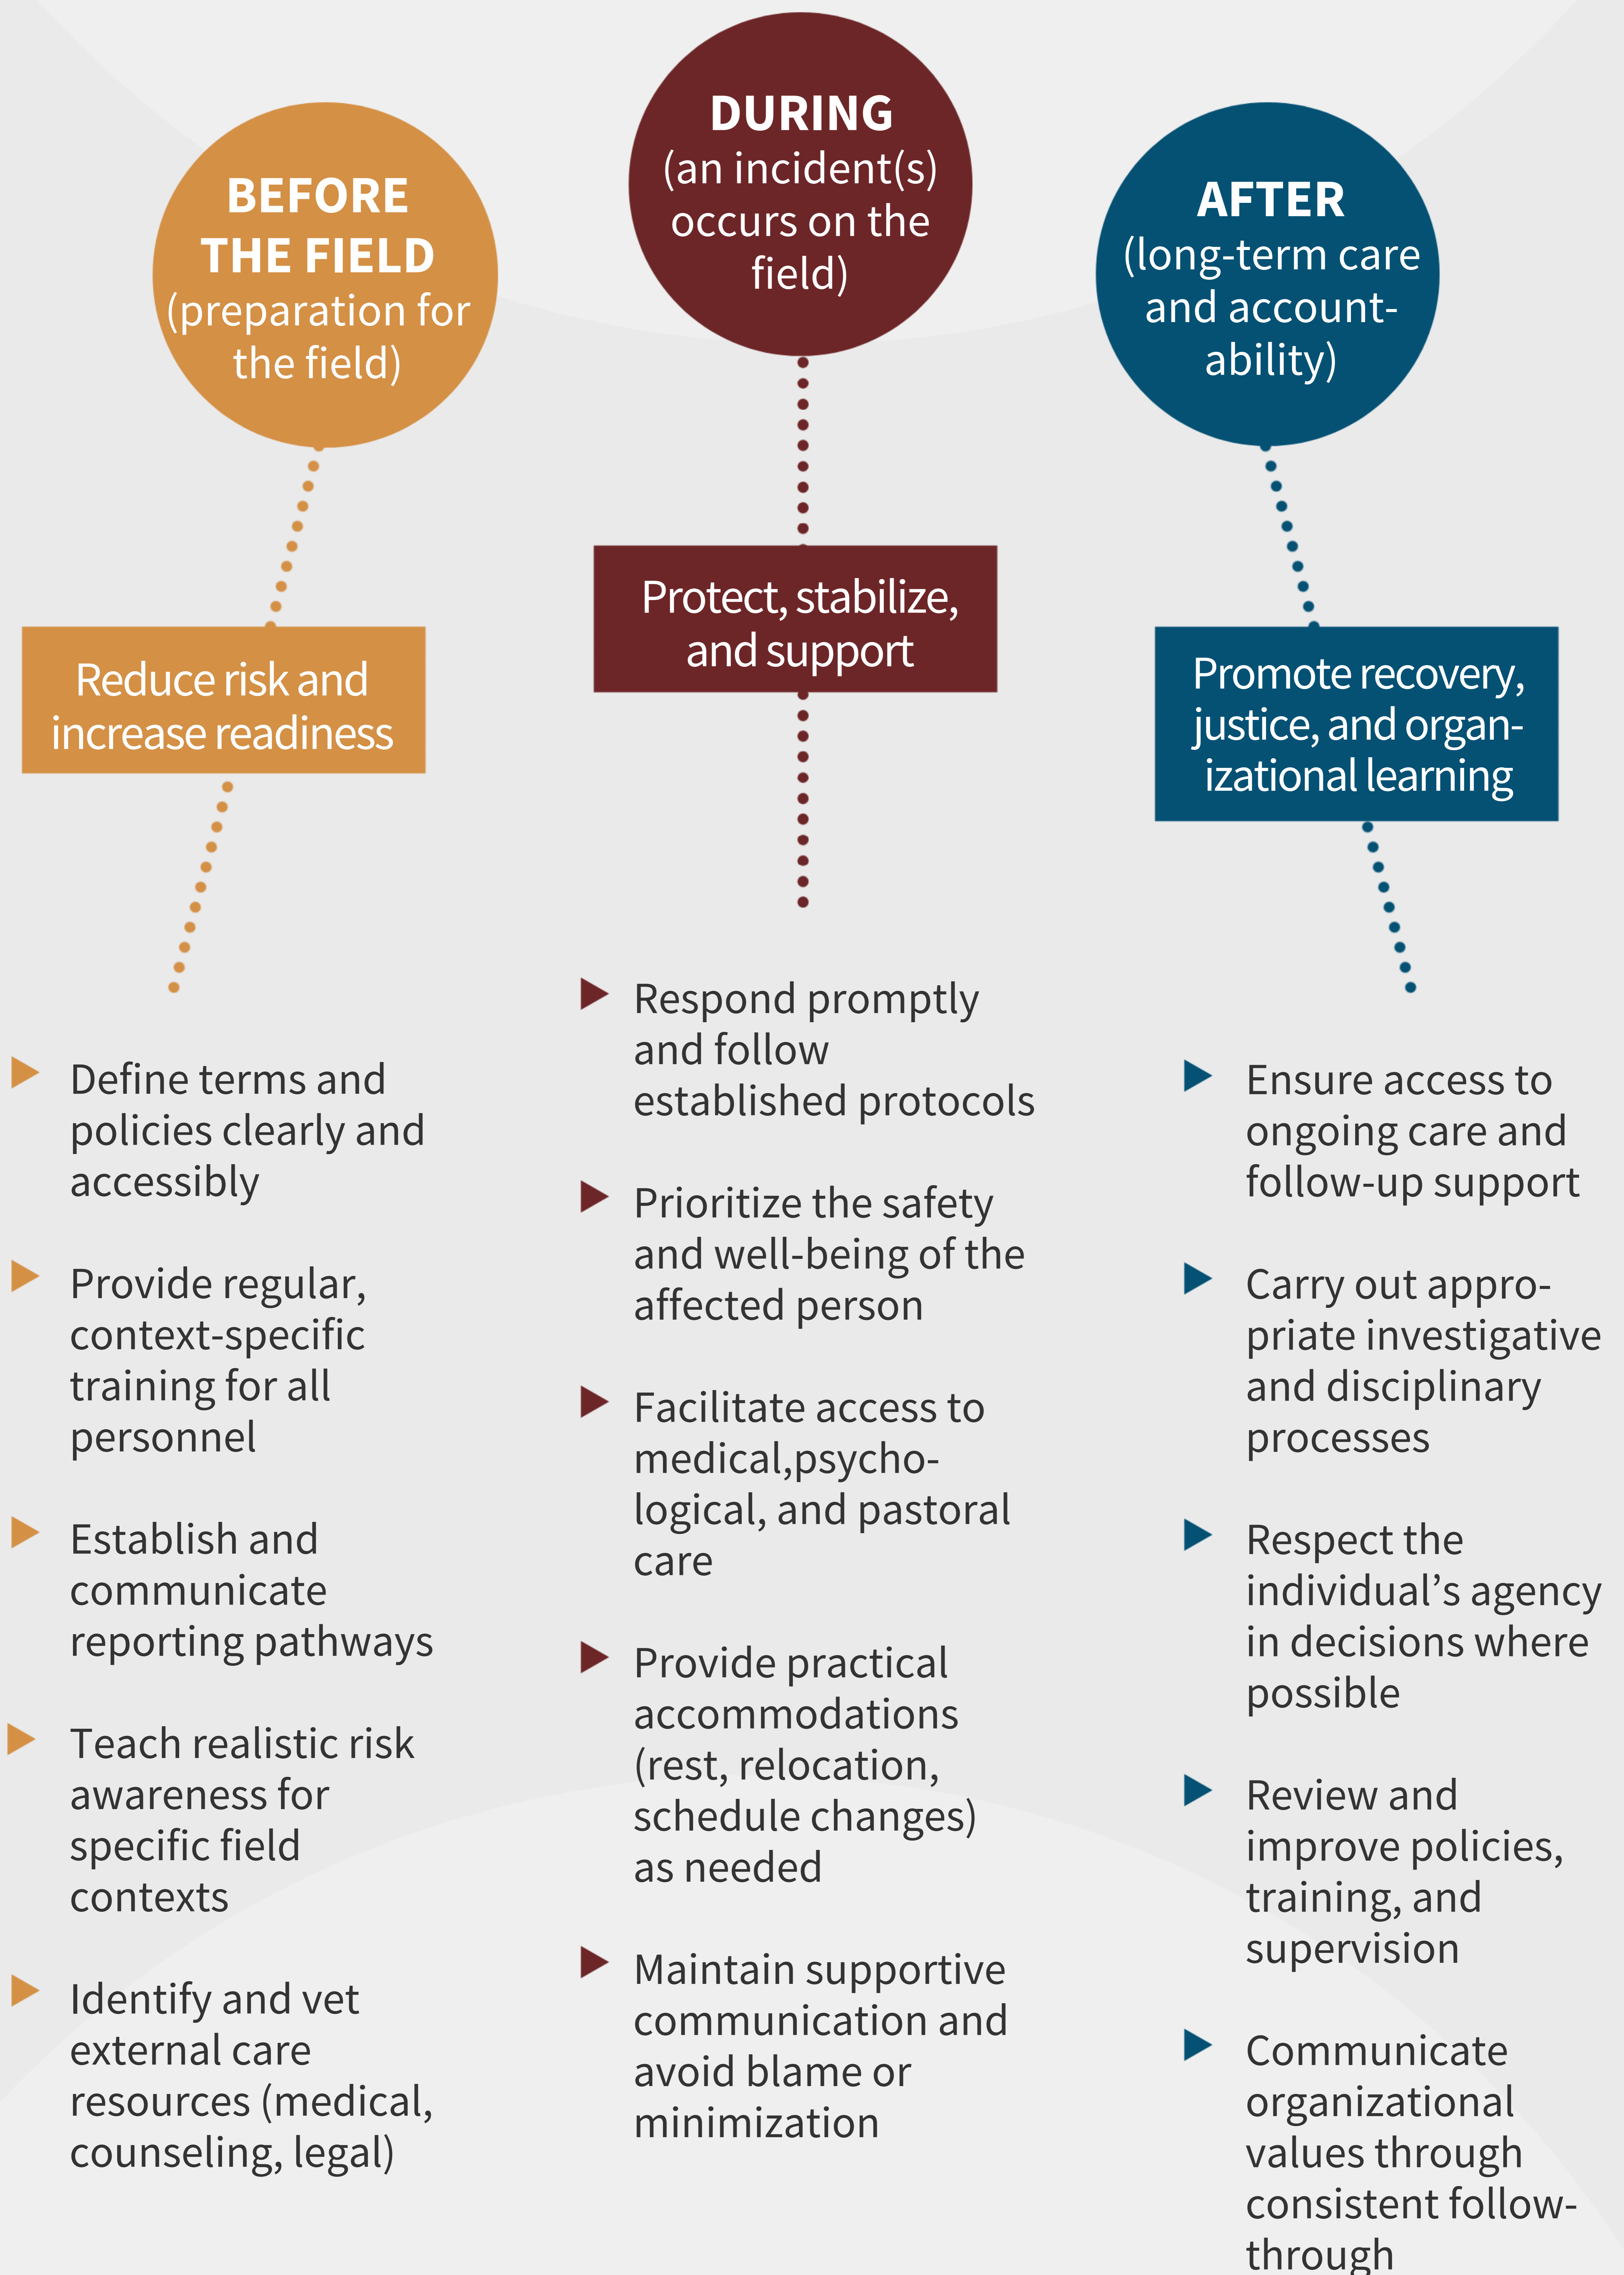 BEFORE
THE FIELD
(preparation for
the field)
Reduce risk and
increase readiness
Define terms and
policies clearly and
accessibly
Provide regular,
context-specific
training for all
personnel
Establish and
communicate
reporting pathways
Teach realistic risk
awareness for
specific field
contexts
Identify and vet
external care
resources (medical,
counseling, legal)
DURING
(an incident(s)
occurs on the
field)
Protect, stabilize,
and support
Respond promptly
and follow
established protocols
Prioritize the safety
and well-being of the
affected person
Facilitate access to
medical,psycho-
logical, and pastoral
care
Provide practical
accommodations
(rest, relocation,
schedule changes)
as needed
Maintain supportive
communication and
avoid blame or
minimization
AFTER
(long-term care
and account-
ability)
Promote recovery,
justice, and organ-
izational learning
Ensure access to
ongoing care and
follow-up support
Carry out appro-
priate investigative
and disciplinary
processes
Respect the
individual’s agency
in decisions where
possible
Review and
improve policies,
training, and
supervision
Communicate
organizational
values through
consistent follow-
through